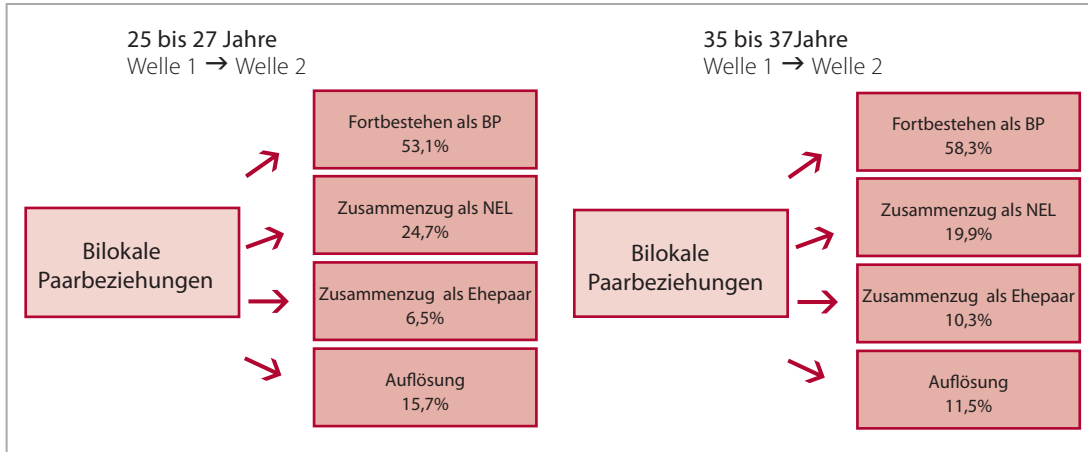 25 bis 27 Jahre
Welle 1 → Welle 2
Bilokale
Paarbeziehungen
Fortbestehen als BP
53,1%
Zusammenzug als NEL
24,7%
Zusammenzug als Ehepaar
6,5%
Auflösung
15,7%
35 bis 37Jahre
Welle 1 → Welle 2
Bilokale
Paarbeziehungen
Fortbestehen als BP
58,3%
Zusammenzug als NEL
19,9%
Zusammenzug als Ehepaar
10,3%
Auflösung
11,5%